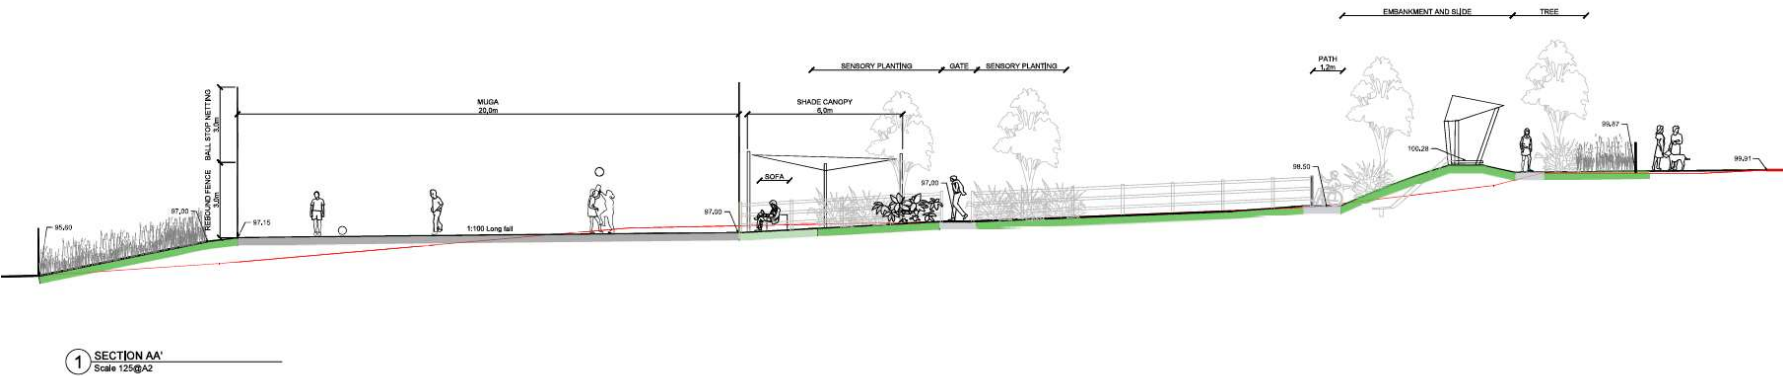 EMBANKMENT AND SLIDE
TREE
SENSORY PLANTING
GATE
SENSORY PLANTING
PATH
1.2m
BALL STOP NETTING
3.0m
REBOUND FENCE
3.0m
MUGA
20.0m
SHADE CANOPY
6.0m
SOFA
95.60
97.00
97.15
1:100 Long fall
97.00
97.00
98.50
100.28
99.87
99.91
1
SECTION AA'
Scale 125@A2